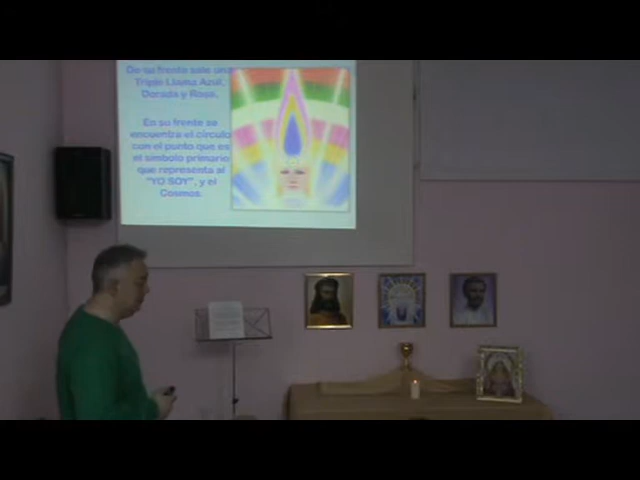 De su frente sale una
Triple Llama Azul,
Dorada y Rosa.
En su frente se
encuentra el círculo
con el punto que es
el símbolo primario
que representa al
"YO SOY", y el
Cosmos.